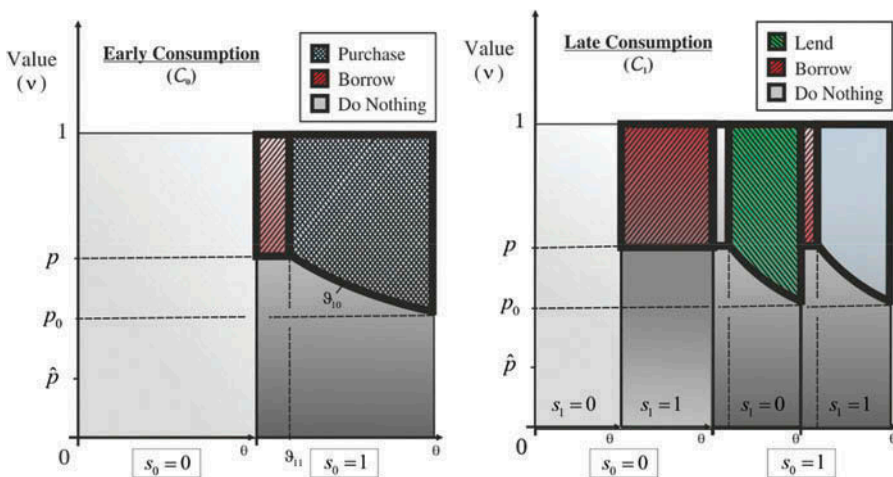 Value
(ν)
Early Consumption
(C₀)
Purchase
Borrow
Do Nothing
1
p
p₀
p̂
0
ϑ₁₀
θ
ϑ₁₁
θ
s₀ = 0
s₀ = 1
Value
(ν)
Late Consumption
(C₁)
Lend
Borrow
Do Nothing
1
p
p₀
p̂
0
s₁ = 0
s₁ = 1
s₁ = 0
s₁ = 1
θ
θ
θ
s₀ = 0
s₀ = 1